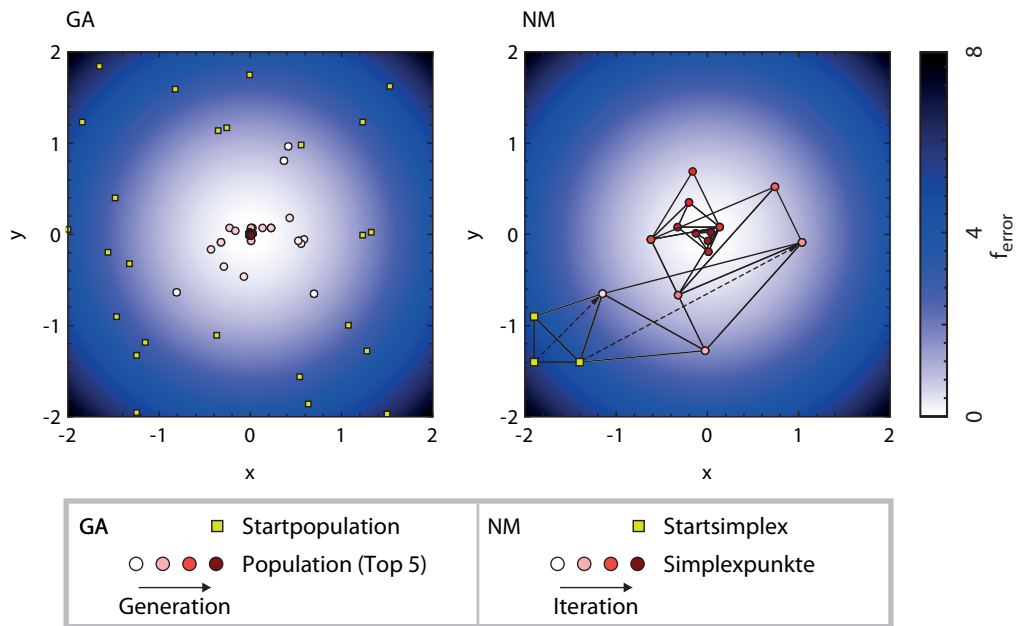 GA
NM
2
1
0
-1
-2
y
-2
-1
0
1
2
x
2
1
0
-1
-2
y
-2
-1
0
1
2
x
8
4
0
f_error
GA
Startpopulation
Population (Top 5)
Generation
NM
Startsimplex
Simplexpunkte
Iteration